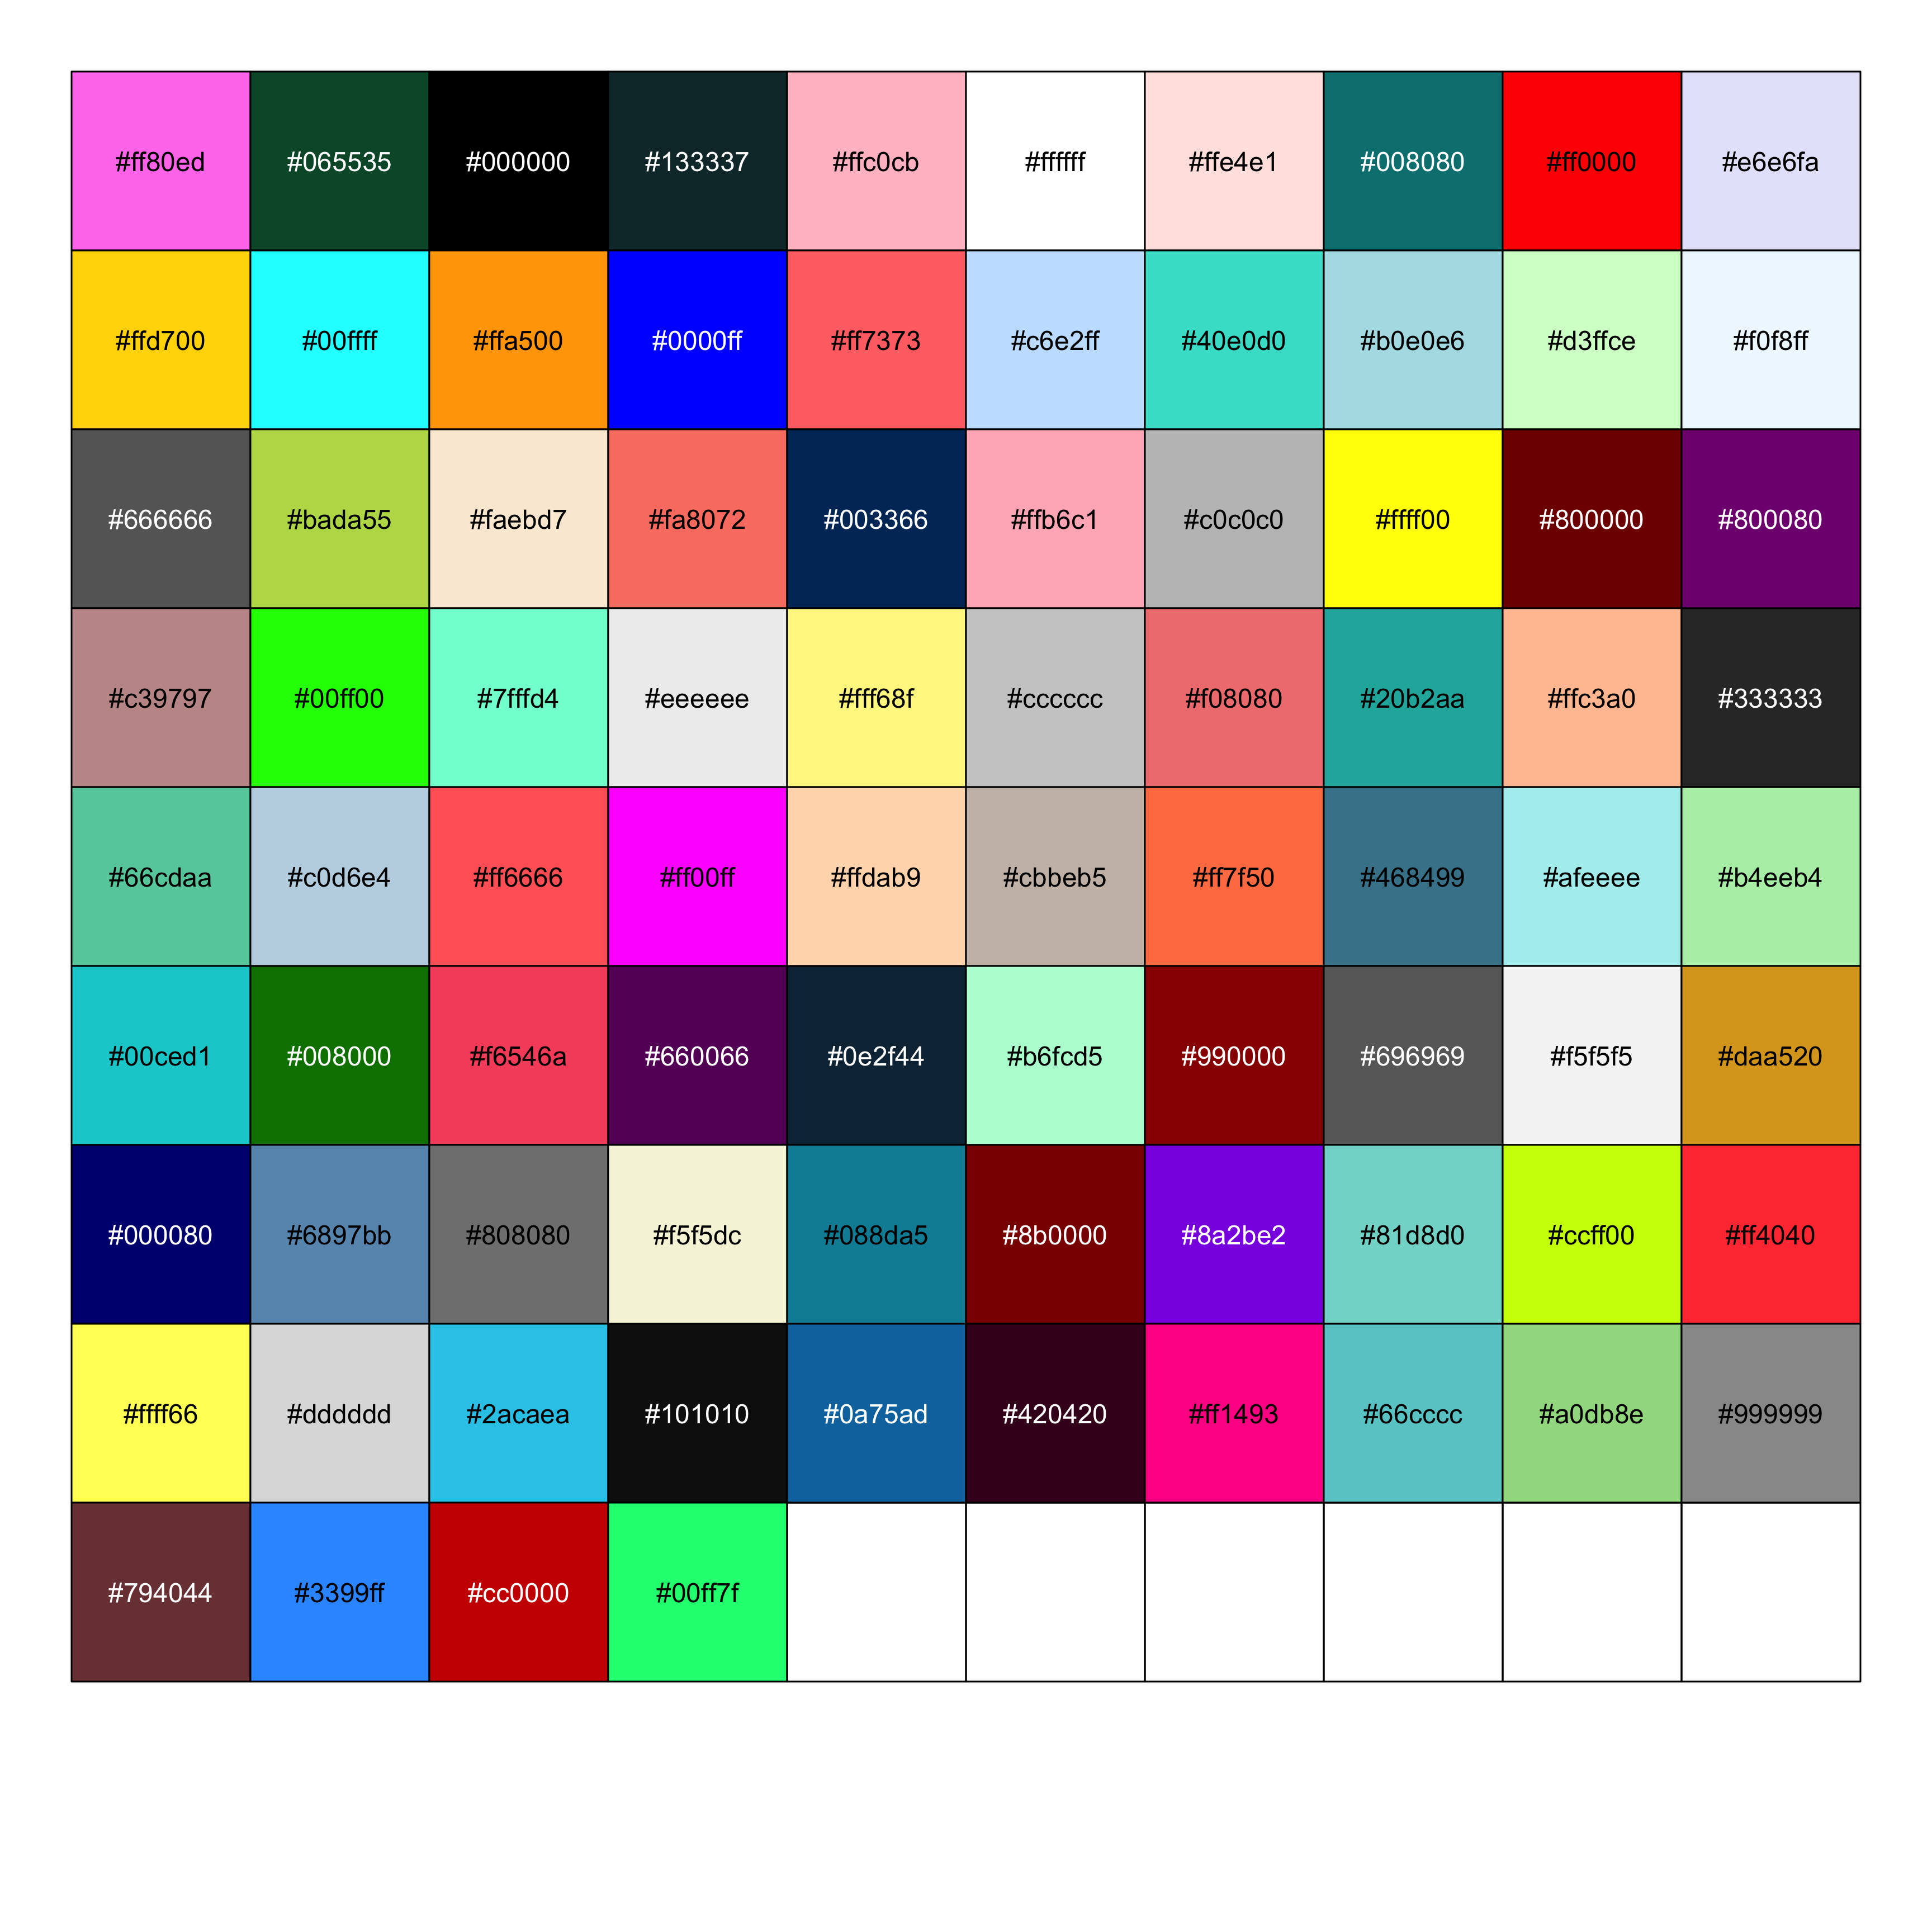 #ff80ed #065535 #000000 #133337 #ffc0cb #ffffff #ffe4e1 #008080 #ff0000 #e6e6fa
#ffd700 #00ffff #ffa500 #0000ff #ff7373 #c6e2ff #40e0d0 #b0e0e6 #d3ffce #f0f8ff
#666666 #bada55 #faebd7 #fa8072 #003366 #ffb6c1 #c0c0c0 #ffff00 #800000 #800080
#c39797 #00ff00 #7fffd4 #eeeeee #fff68f #cccccc #f08080 #20b2aa #ffc3a0 #333333
#66cdaa #c0d6e4 #ff6666 #ff00ff #ffdab9 #cbbeb5 #ff7f50 #468499 #afeeee #b4eeb4
#00ced1 #008000 #f6546a #660066 #0e2f44 #b6fcd5 #990000 #696969 #f5f5f5 #daa520
#000080 #6897bb #808080 #f5f5dc #088da5 #8b0000 #8a2be2 #81d8d0 #ccff00 #ff4040
#ffff66 #dddddd #2acaea #101010 #0a75ad #420420 #ff1493 #66cccc #a0db8e #999999
#794044 #3399ff #cc0000 #00ff7f